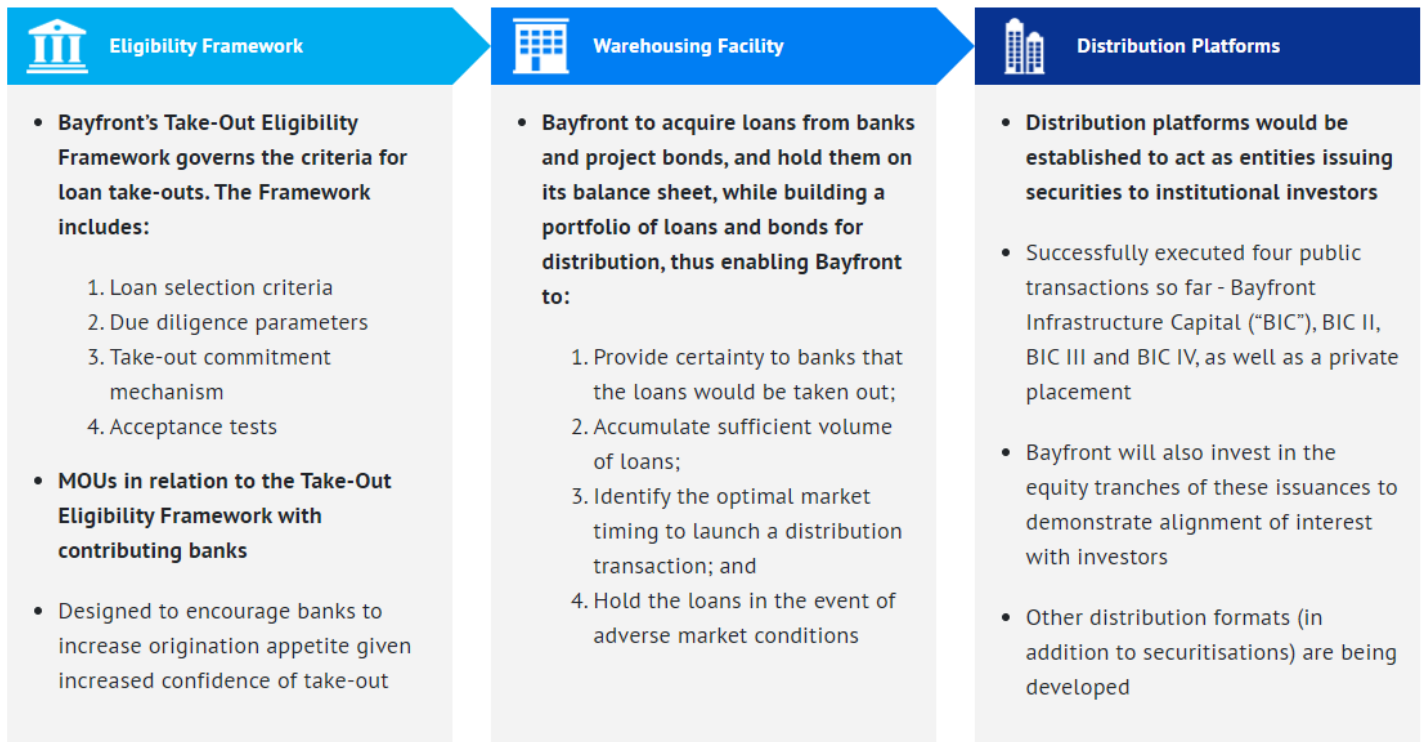 Eligibility Framework
• Bayfront's Take-Out Eligibility
Framework governs the criteria for
loan take-outs. The Framework
includes:
1. Loan selection criteria
2. Due diligence parameters
3. Take-out commitment
mechanism
4. Acceptance tests
• MOUs in relation to the Take-Out
Eligibility Framework with
contributing banks
• Designed to encourage banks to
increase origination appetite given
increased confidence of take-out
Warehousing Facility
• Bayfront to acquire loans from banks
and project bonds, and hold them on
its balance sheet, while building a
portfolio of loans and bonds for
distribution, thus enabling Bayfront
to:
1. Provide certainty to banks that
the loans would be taken out;
2. Accumulate sufficient volume
of loans;
3. Identify the optimal market
timing to launch a distribution
transaction; and
4. Hold the loans in the event of
adverse market conditions
Distribution Platforms
• Distribution platforms would be
established to act as entities issuing
securities to institutional investors
• Successfully executed four public
transactions so far - Bayfront
Infrastructure Capital (“BIC”), BIC II,
BIC III and BIC IV, as well as a private
placement
• Bayfront will also invest in the
equity tranches of these issuances to
demonstrate alignment of interest
with investors
• Other distribution formats (in
addition to securitisations) are being
developed